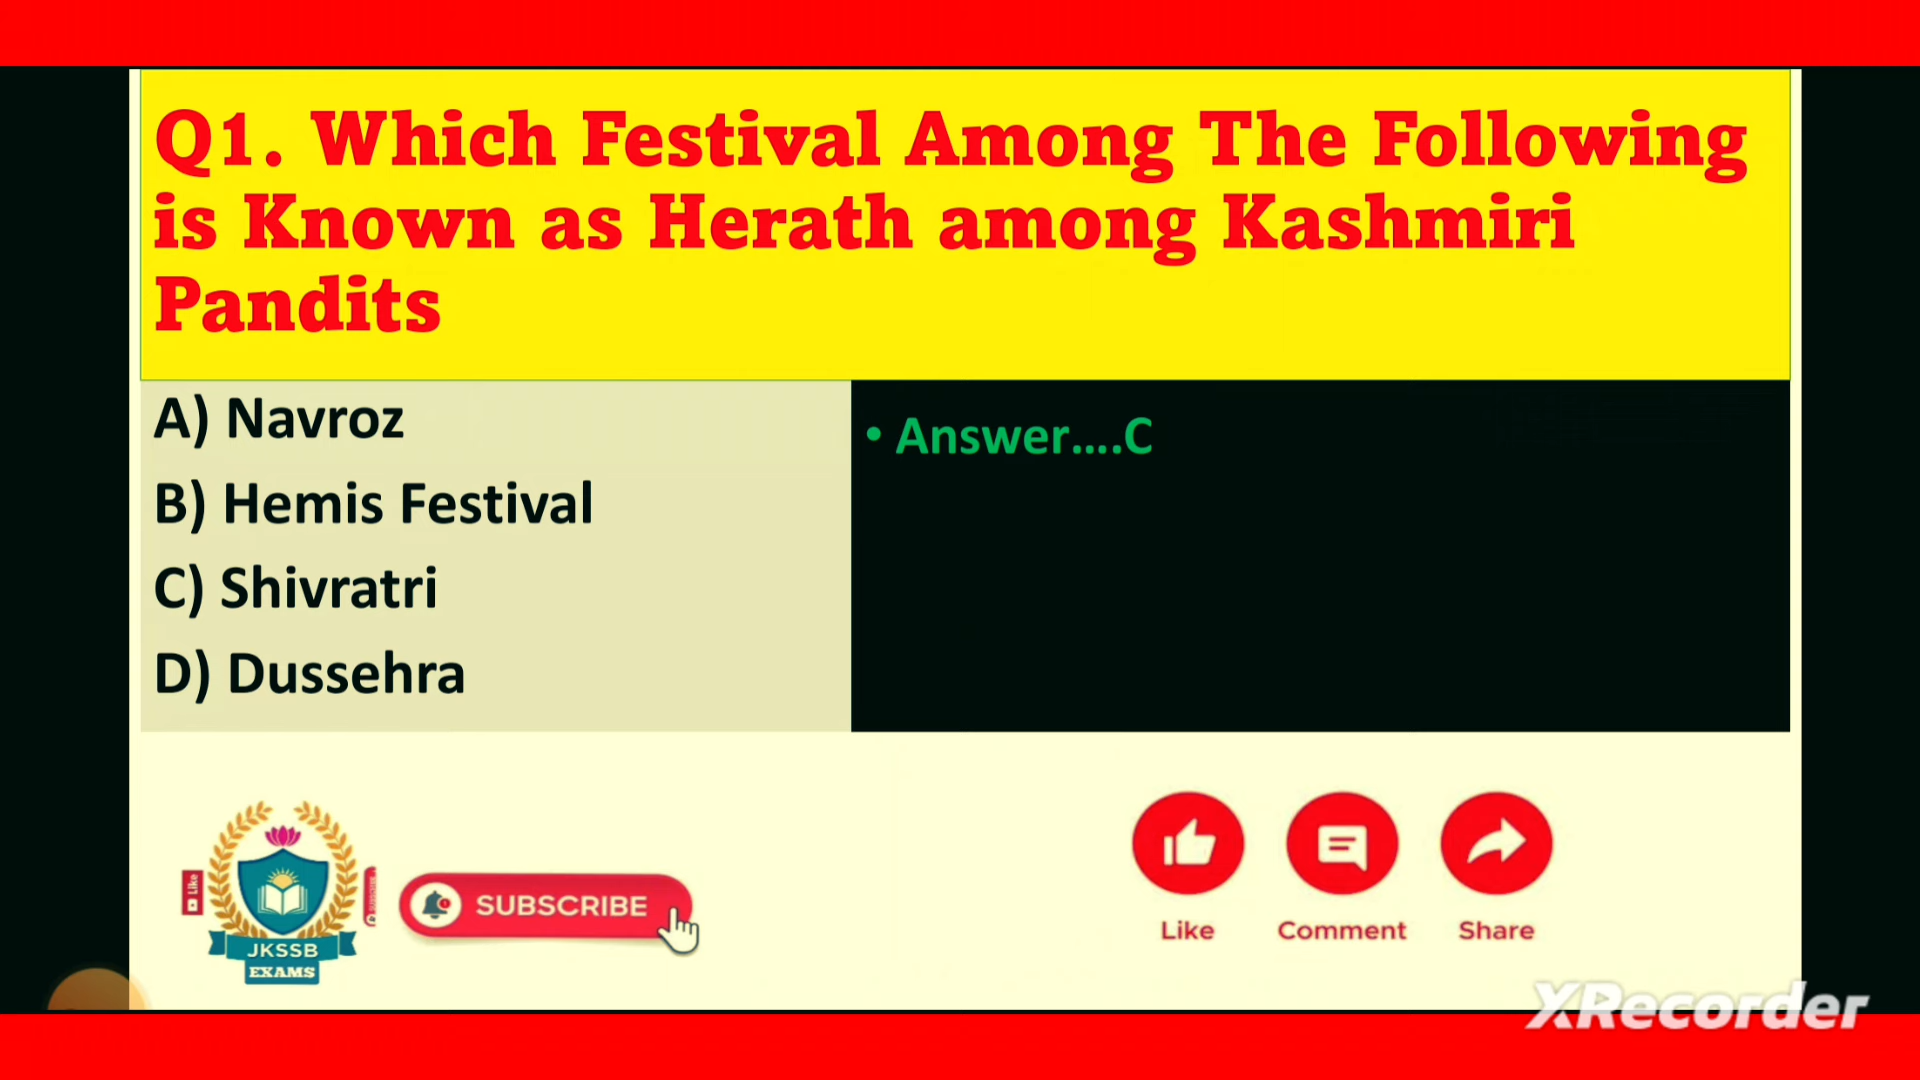 Q1. Which Festival Among The Following
is Known as Herath among Kashmiri
Pandits
A) Navroz
B) Hemis Festival
C) Shivratri
D) Dussehra
• Answer....C
Like
JKSSB
EXAMS
SUBSCRIBE
Like
Comment
Share
XRecorder